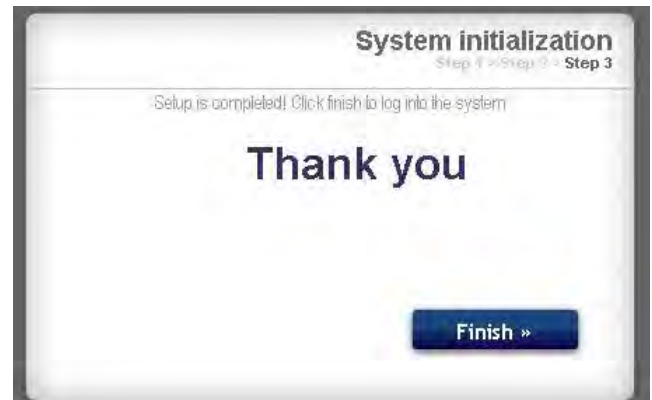 System initialization
Step 1 > Step 2 > Step 3
Setup is completed! Click finish to log into the system
Thank you
Finish »